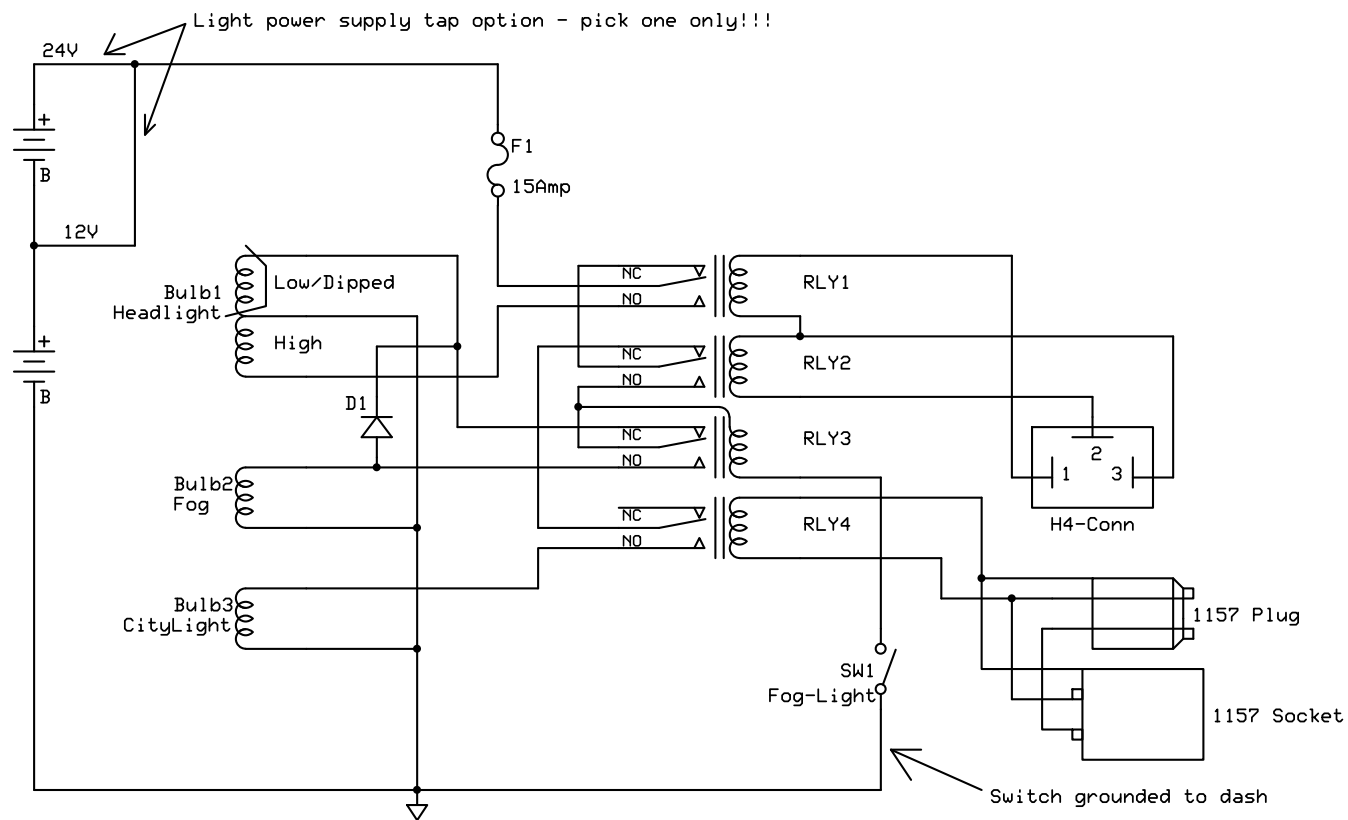 Light power supply tap option - pick one only!!!
24V
+
B
F1
15Amp
12V
Low/Dipped
Bulb1
Headlight
High
NC
NO
RLY1
+
B
NC
NO
RLY2
D1
NC
NO
RLY3
2
1
3
H4-Conn
Bulb2
Fog
NC
NO
RLY4
Bulb3
CityLight
1157 Plug
SW1
Fog-Light
1157 Socket
Switch grounded to dash